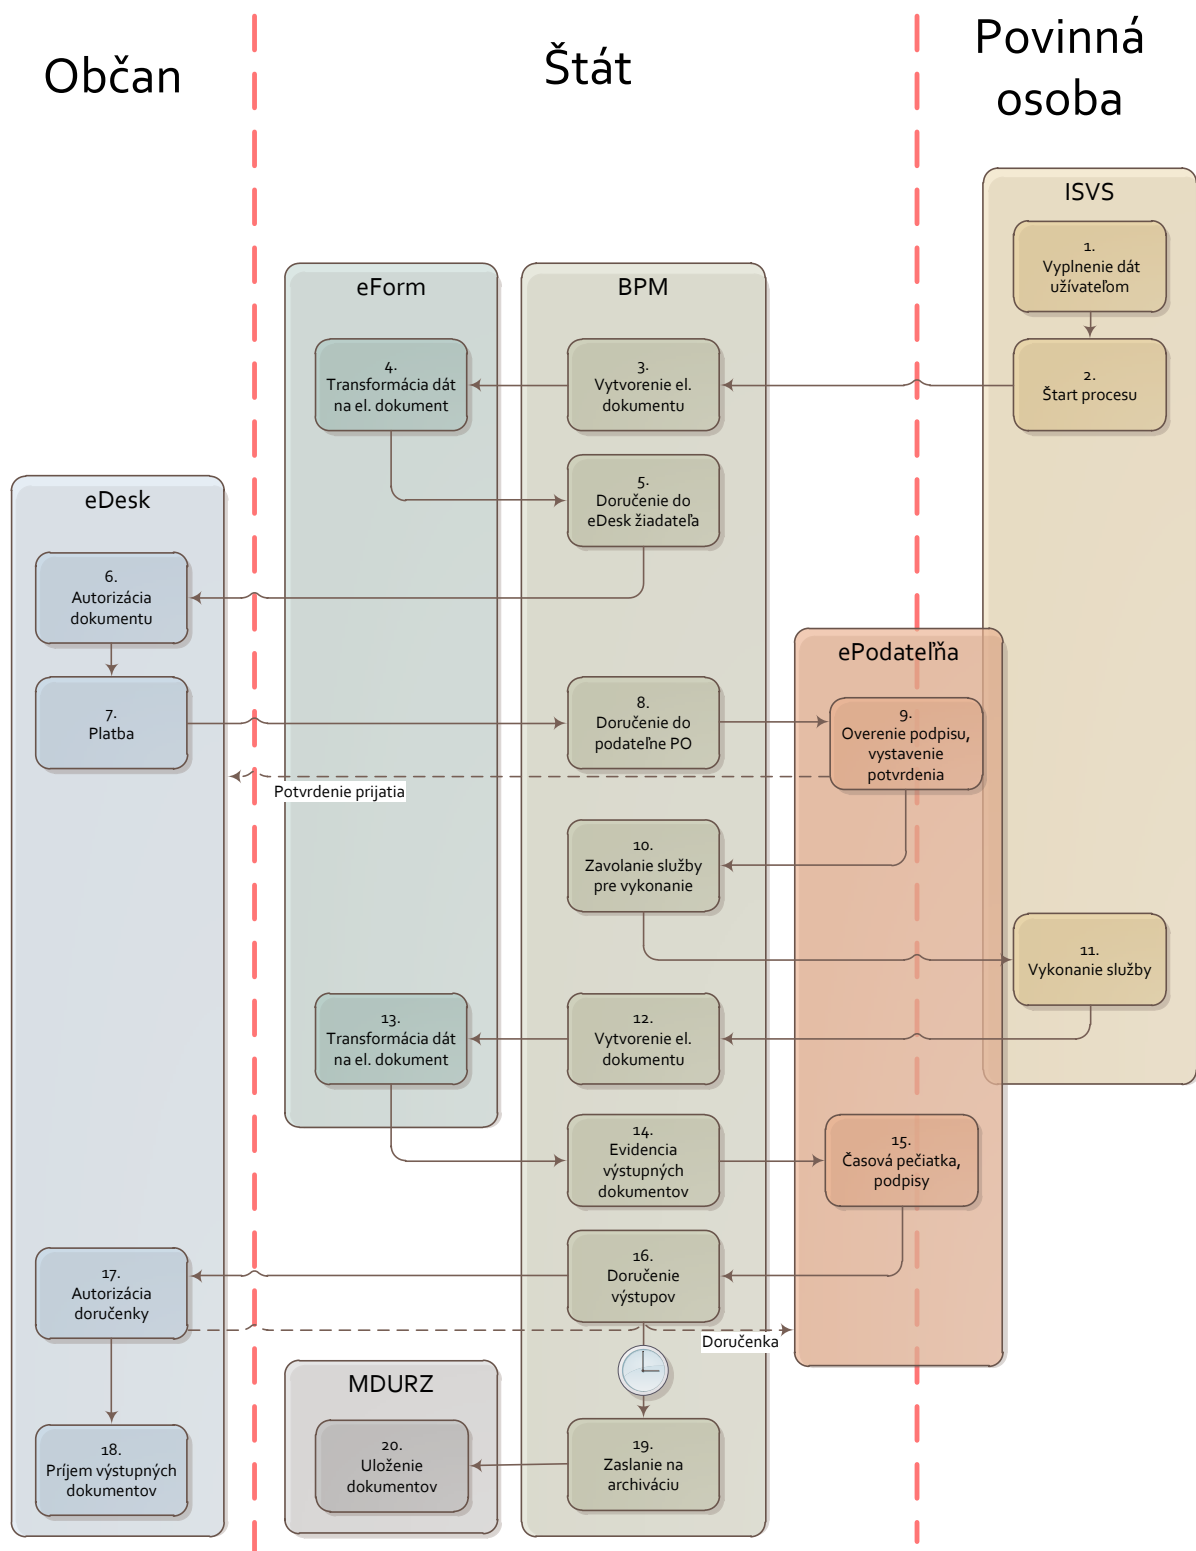 Občan
Štát
Povinná
osoba
ISVS
1.
Vyplnenie dát
užívateľom
eForm
BPM
4.
Transformácia dát
na el. dokument
3.
Vytvorenie el.
dokumentu
2.
Štart procesu
eDesk
5.
Doručenie do
eDesk žiadateľa
6.
Autorizácia
dokumentu
ePodateľňa
7.
Platba
8.
Doručenie do
podateľne PO
9.
Overenie podpisu,
vystavenie
potvrdenia
Potvrdenie prijatia
10.
Zavolanie služby
pre vykonanie
11.
Vykonanie služby
13.
Transformácia dát
na el. dokument
12.
Vytvorenie el.
dokumentu
14.
Evidencia
výstupných
dokumentov
15.
Časová pečiatka,
podpisy
17.
Autorizácia
doručenky
16.
Doručenie
výstupov
Doručenka
MDURZ
18.
Príjem výstupných
dokumentov
20.
Uloženie
dokumentov
19.
Zaslanie na
archiváciu